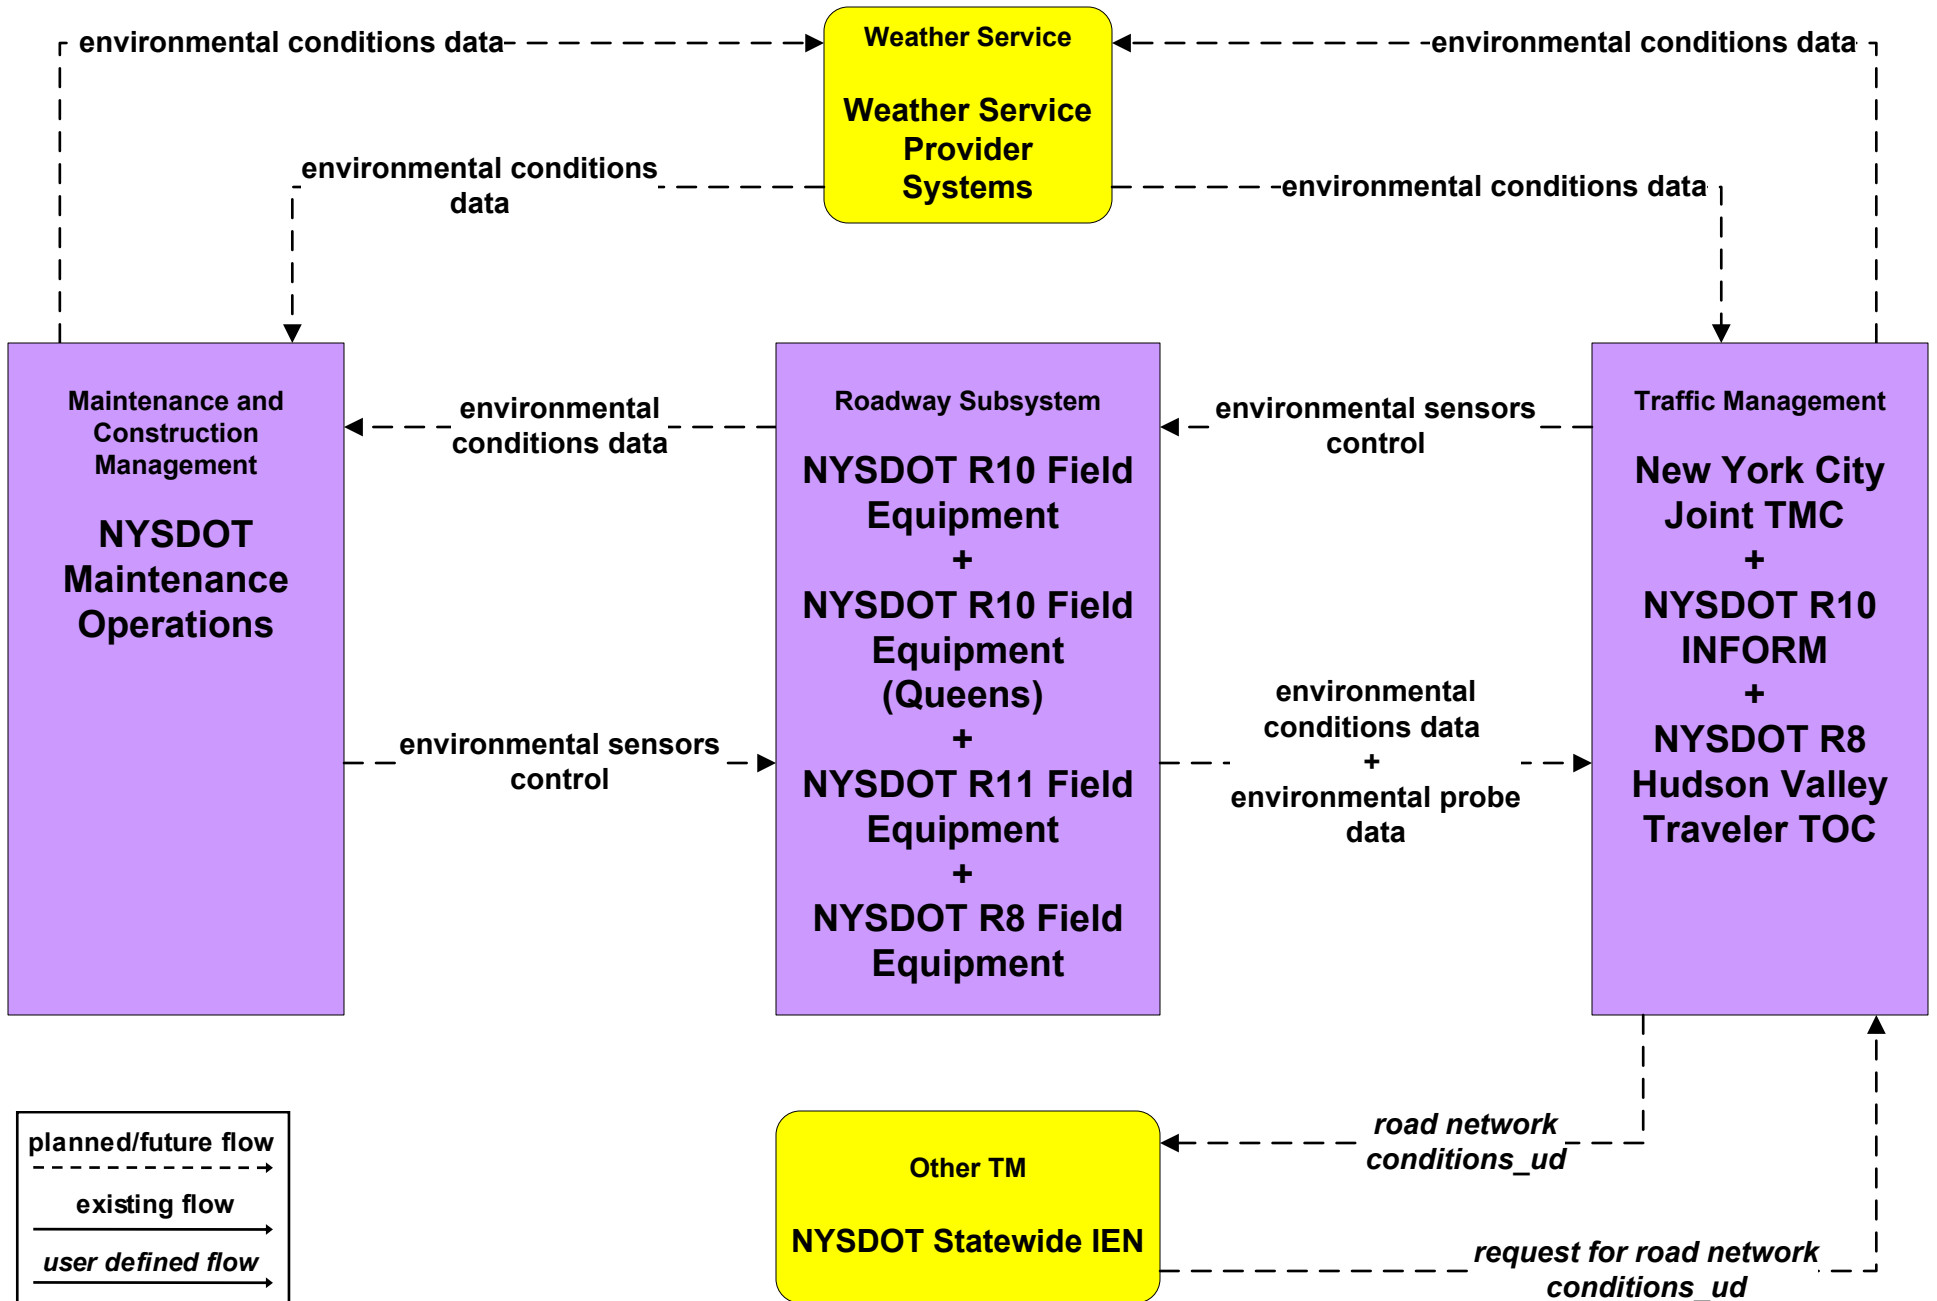 environmental conditions data
Weather Service
Weather Service
Provider
Systems
environmental conditions data
environmental conditions
data
environmental conditions data
Maintenance and
Construction
Management
NYSDOT
Maintenance
Operations
environmental
conditions data
environmental sensors
control
Roadway Subsystem
NYSDOT R10 Field
Equipment
+
NYSDOT R10 Field
Equipment
(Queens)
+
NYSDOT R11 Field
Equipment
+
NYSDOT R8 Field
Equipment
environmental sensors
control
environmental
conditions data
+
environmental probe
data
Traffic Management
New York City
Joint TMC
+
NYSDOT R10
INFORM
+
NYSDOT R8
Hudson Valley
Traveler TOC
planned/future flow
existing flow
user defined flow
Other TM
NYSDOT Statewide IEN
road network
conditions_ud
request for road network
conditions_ud